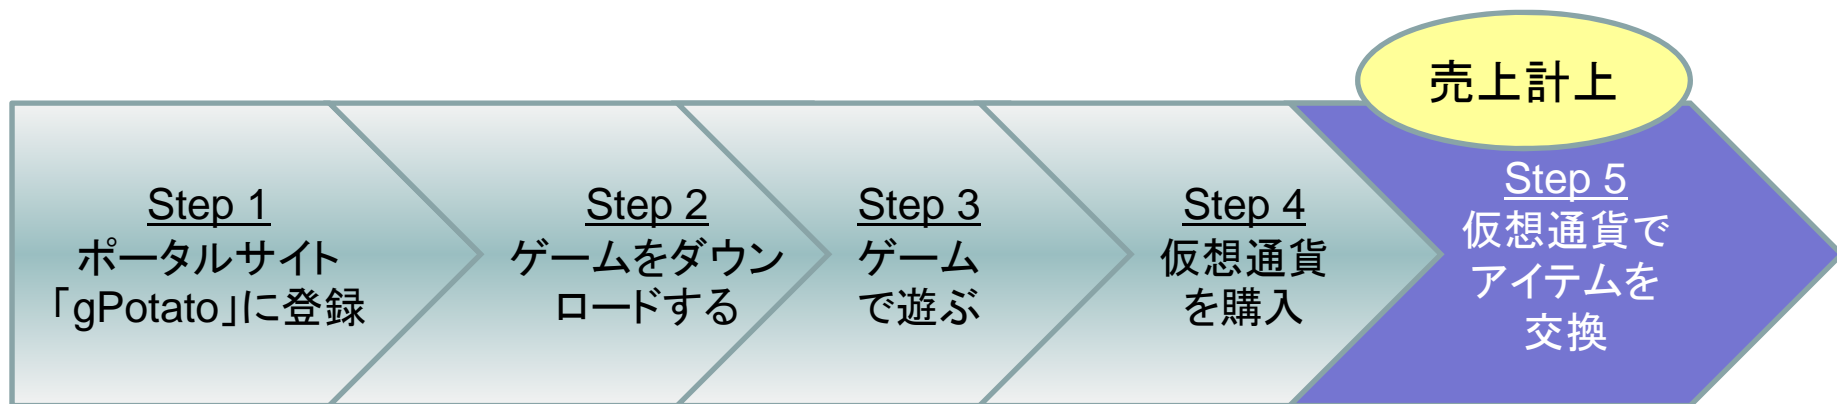 売上計上
Step 1
ポータルサイト
「gPotato」に登録
Step 2
ゲームをダウン
ロードする
Step 3
ゲーム
で遊ぶ
Step 4
仮想通貨
を購入
Step 5
仮想通貨で
アイテムを
交換